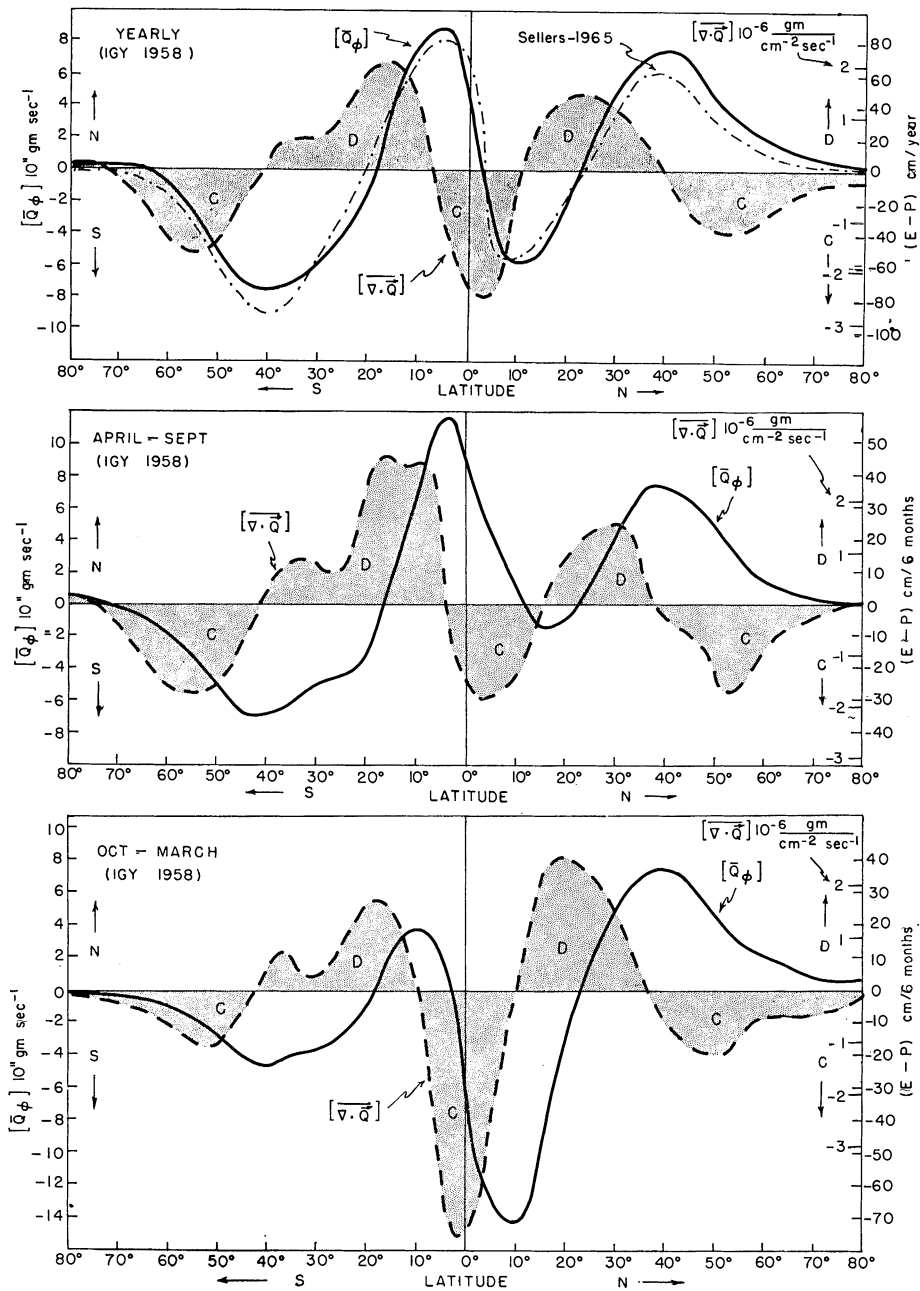 YEARLY
(IGY 1958)
[Q̄ϕ]
Sellers-1965
[∇·Q⃗] 10⁻⁶ gm
cm⁻² sec⁻¹
[Q̄ϕ] 10¹¹ gm sec⁻¹
8
6
4
2
0
-2
-4
-6
-8
-10
N
S
C
D
C
D
C
[∇·Q⃗]
2
D
1
-1
C
-2
-3
80
60
40
20
0
-20
-40
-60
-80
-100
(E-P) cm/year
80° 70° 60° 50° 40° 30° 20° 10° 0° 10° 20° 30° 40° 50° 60° 70° 80°
← S LATITUDE N →
APRIL - SEPT
(IGY 1958)
[∇·Q⃗] 10⁻⁶ gm
cm⁻² sec⁻¹
[Q̄ϕ]
[∇·Q⃗]
[Q̄ϕ] 10¹¹ gm sec⁻¹
10
8
6
4
2
0
-2
-4
-6
-8
N
S
C
D
C
D
C
2
D 1
C -1
-2
-3
50
40
30
20
10
0
-10
-20
-30
-40
(E-P) cm/6 months
80° 70° 60° 50° 40° 30° 20° 10° 0° 10° 20° 30° 40° 50° 60° 70° 80°
← S LATITUDE N →
OCT - MARCH
(IGY 1958)
[∇·Q⃗] 10⁻⁶ gm
cm⁻² sec⁻¹
[Q̄ϕ]
[∇·Q⃗]
[Q̄ϕ] 10¹¹ gm sec⁻¹
10
8
6
4
2
0
-2
-4
-6
-8
-10
-12
-14
N
S
C
D
C
D
C
2
D 1
-1
C
-2
-3
40
30
20
10
0
-10
-20
-30
-40
-50
-60
-70
(E-P) cm/6 months
80° 70° 60° 50° 40° 30° 20° 10° 0° 10° 20° 30° 40° 50° 60° 70° 80°
← S LATITUDE N →